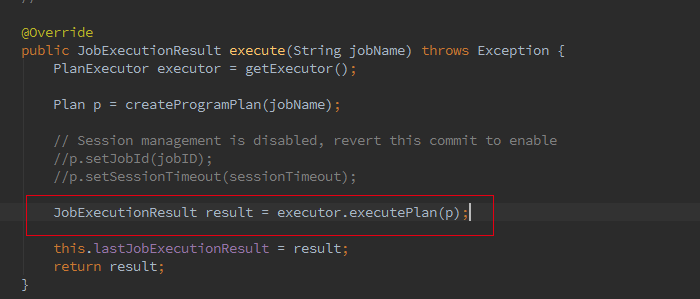 //
@Override
public JobExecutionResult execute(String jobName) throws Exception {
PlanExecutor executor = getExecutor();
Plan p = createProgramPlan(jobName);
// Session management is disabled, revert this commit to enable
//p.setJobId(jobID);
//p.setSessionTimeout(sessionTimeout);
JobExecutionResult result = executor.executePlan(p);
this.lastJobExecutionResult = result;
return result;
}